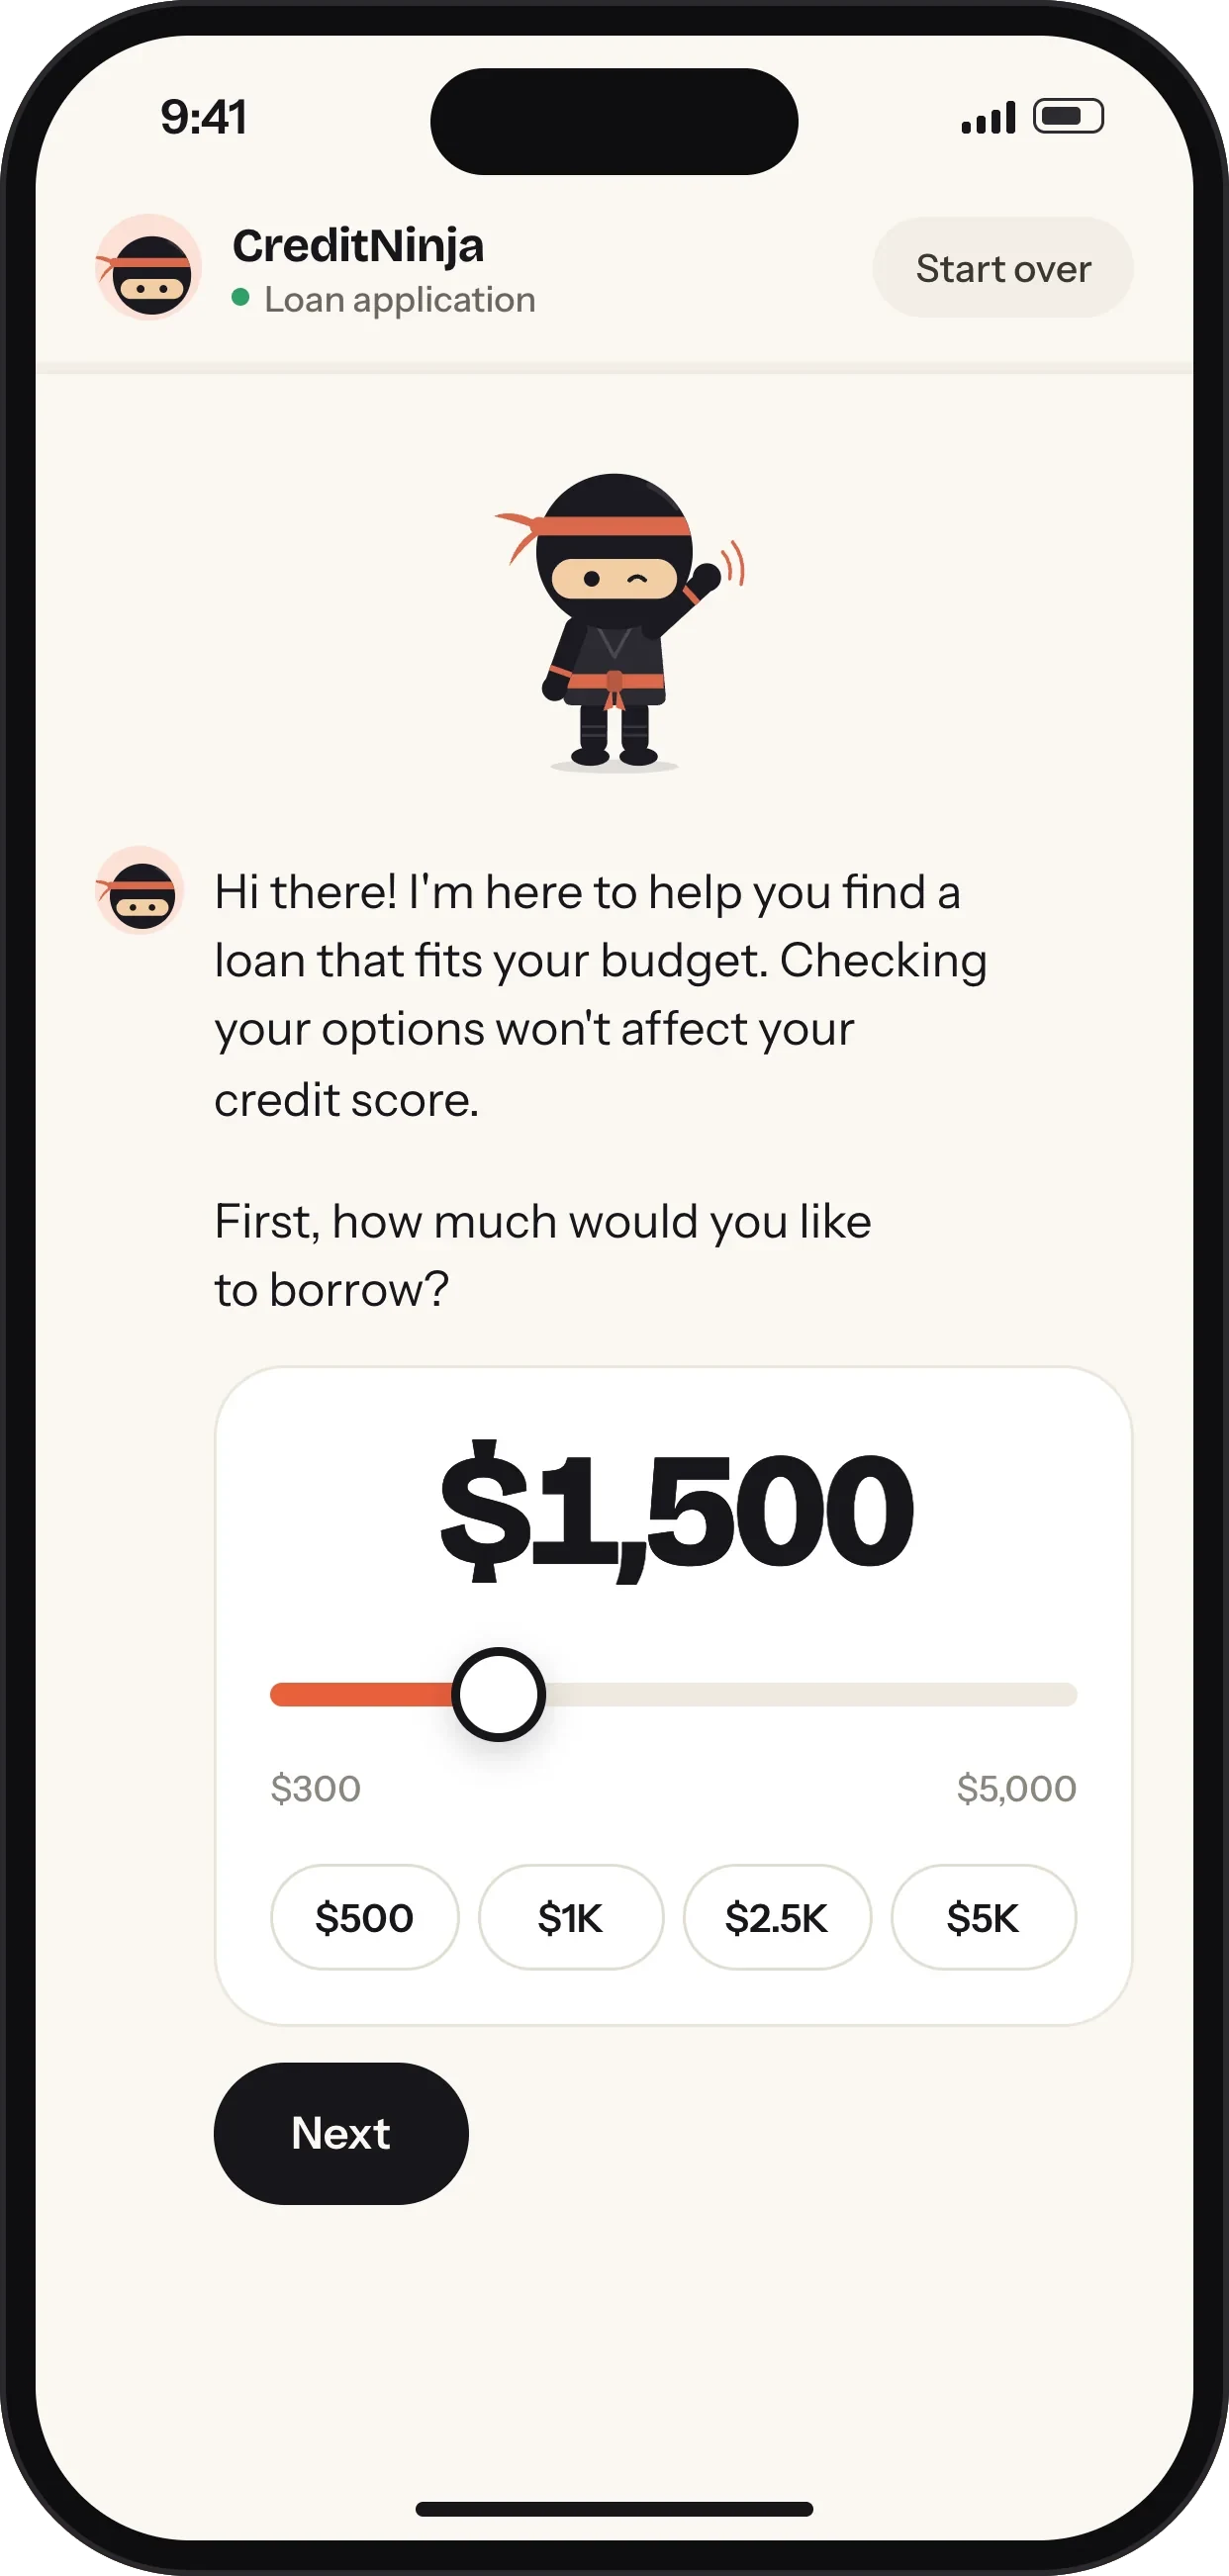 9:41
CreditNinja
Loan application
Start over
Hi there! I'm here to help you find a
loan that fits your budget. Checking
your options won't affect your
credit score.
First, how much would you like
to borrow?
$1,500
$300
$5,000
$500
$1K
$2.5K
$5K
Next